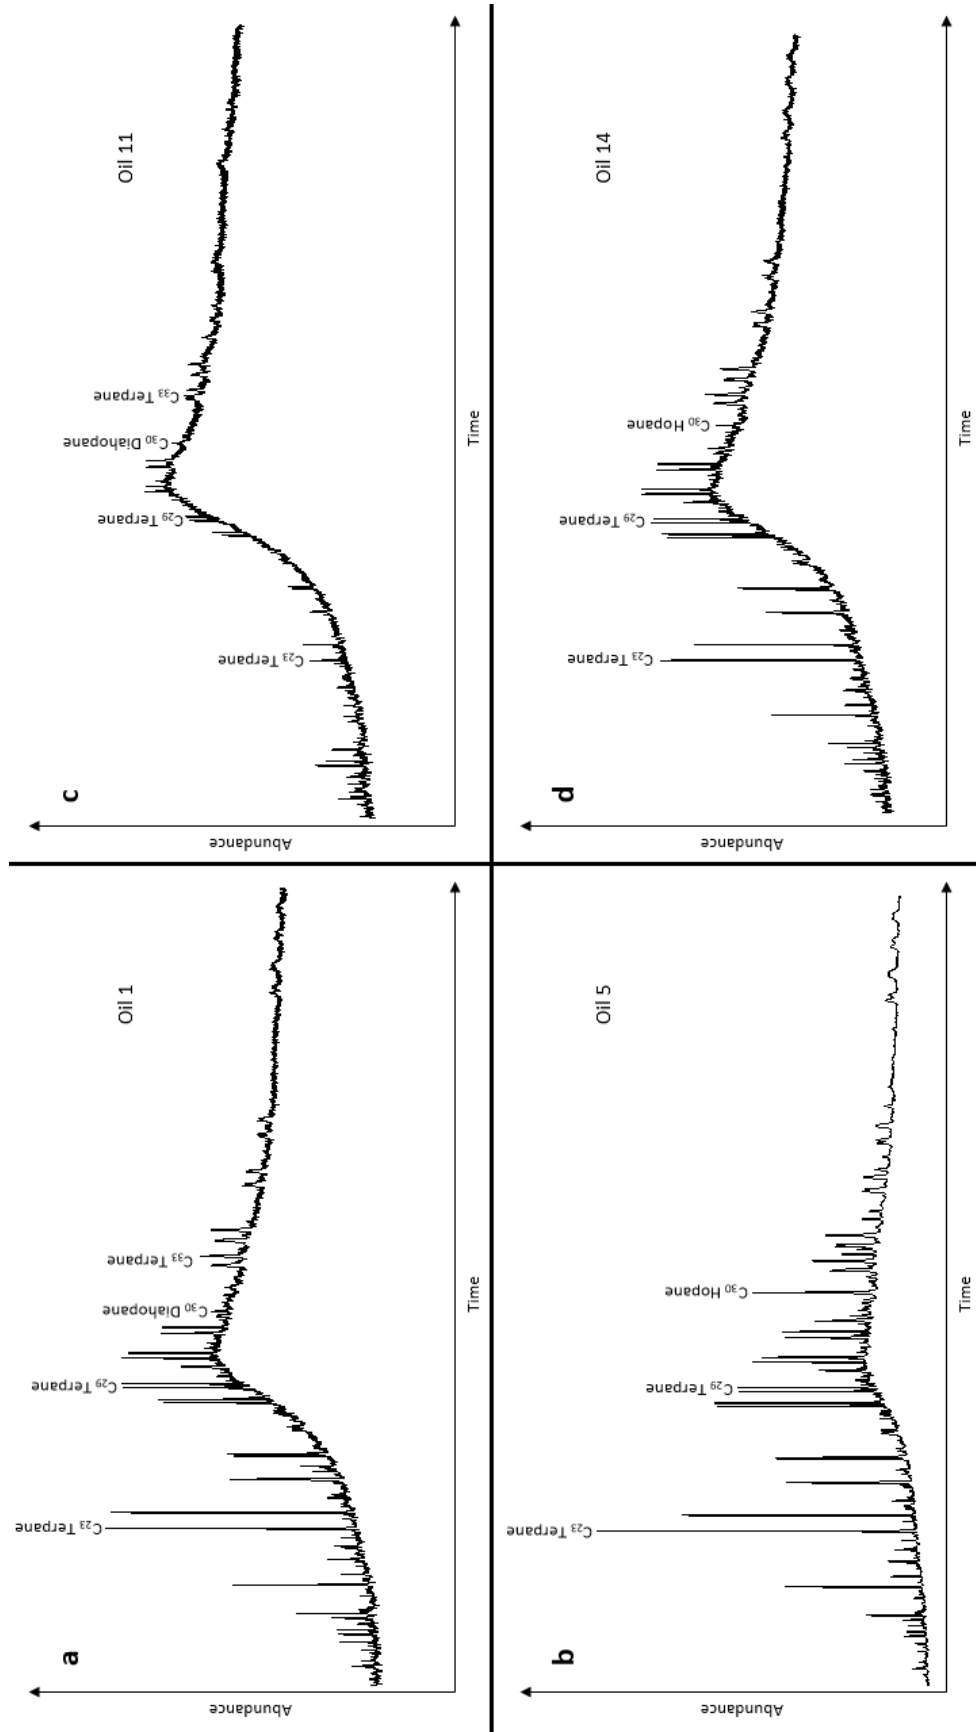 a
Oil 1
Abundance
C23 Terpane
C29 Terpane
C30 Diahopane
C33 Terpane
Time
b
Oil 5
Abundance
C23 Terpane
C29 Terpane
C30 Hopane
Time
c
Oil 11
Abundance
C23 Terpane
C29 Terpane
C30 Diahopane
C33 Terpane
Time
d
Oil 14
Abundance
C23 Terpane
C29 Terpane
C30 Hopane
Time